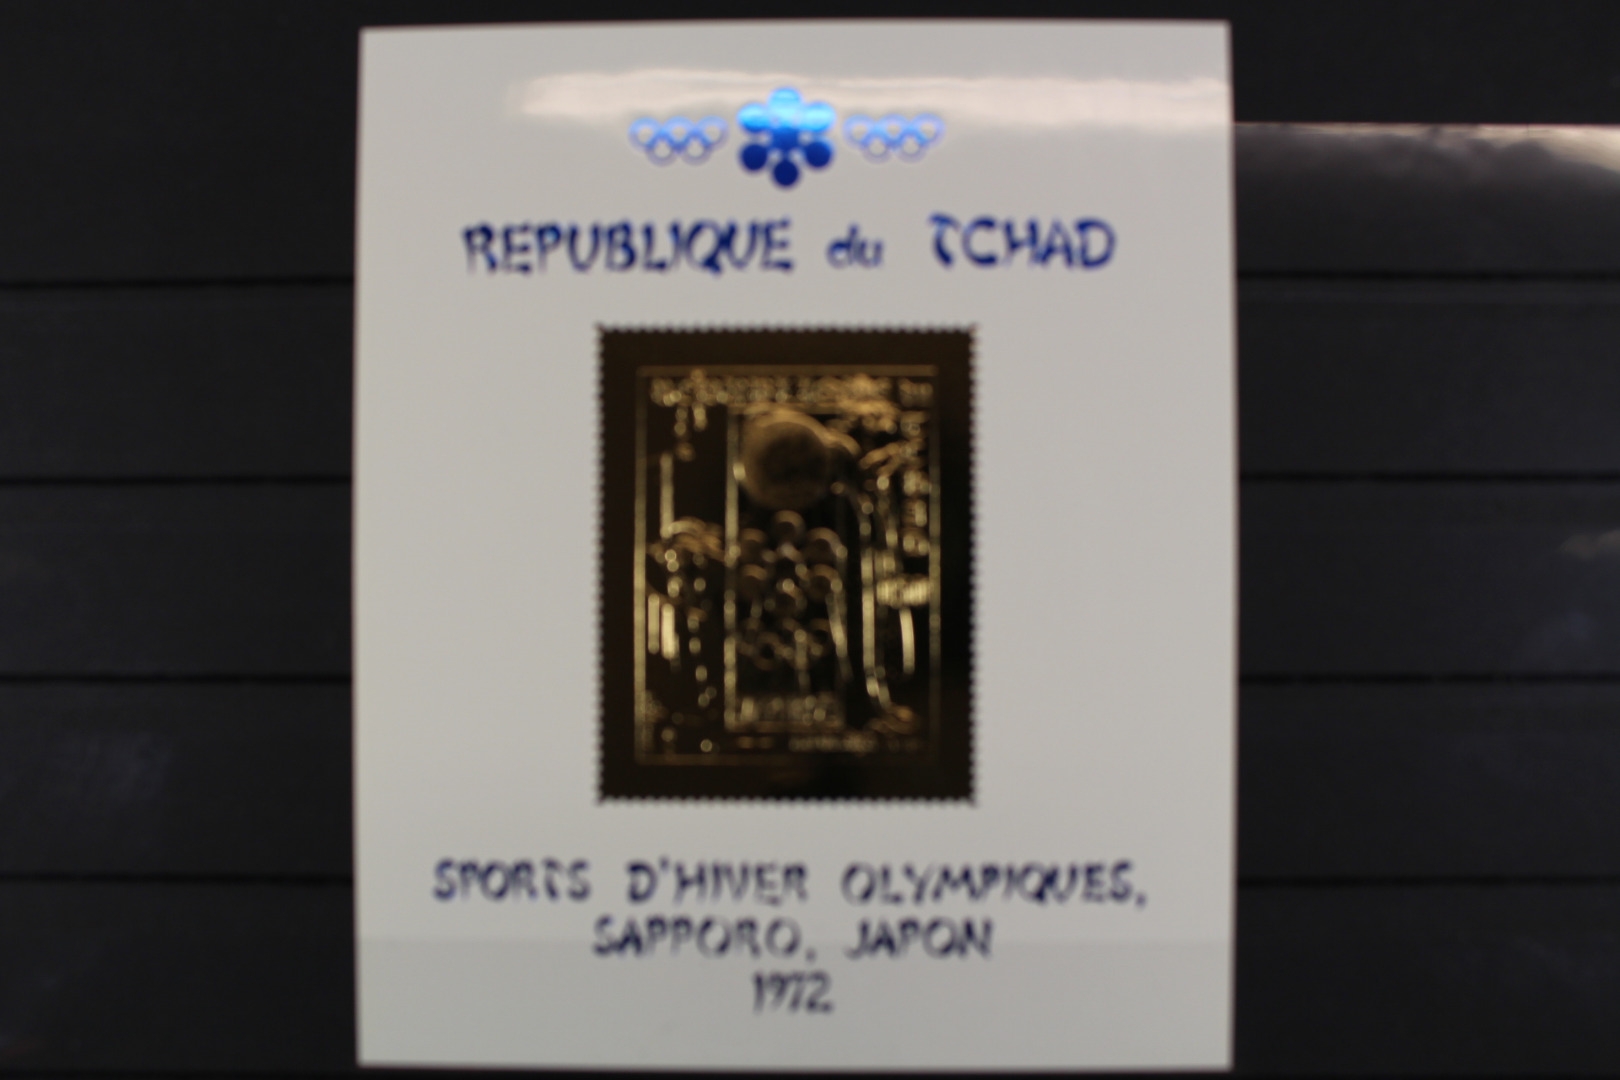 REPUBLIQUE du TCHAD
SPORTS D'HIVER OLYMPIQUES,
SAPPORO, JAPON
1972